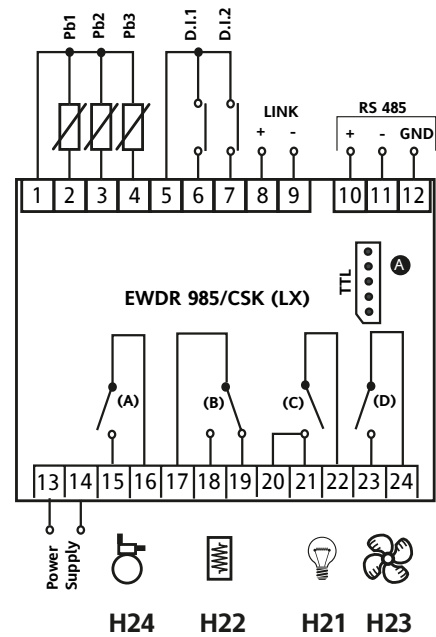 Pb1 Pb2 Pb3 D.I.1 D.I.2
LINK
+ -
RS 485
+ - GND
1 2 3 4 5 6 7 8 9 10 11 12
TTL
A
EWDR 985/CSK (LX)
(A) (B) (C) (D)
13 14 15 16 17 18 19 20 21 22 23 24
Power
Supply
H24 H22 H21 H23